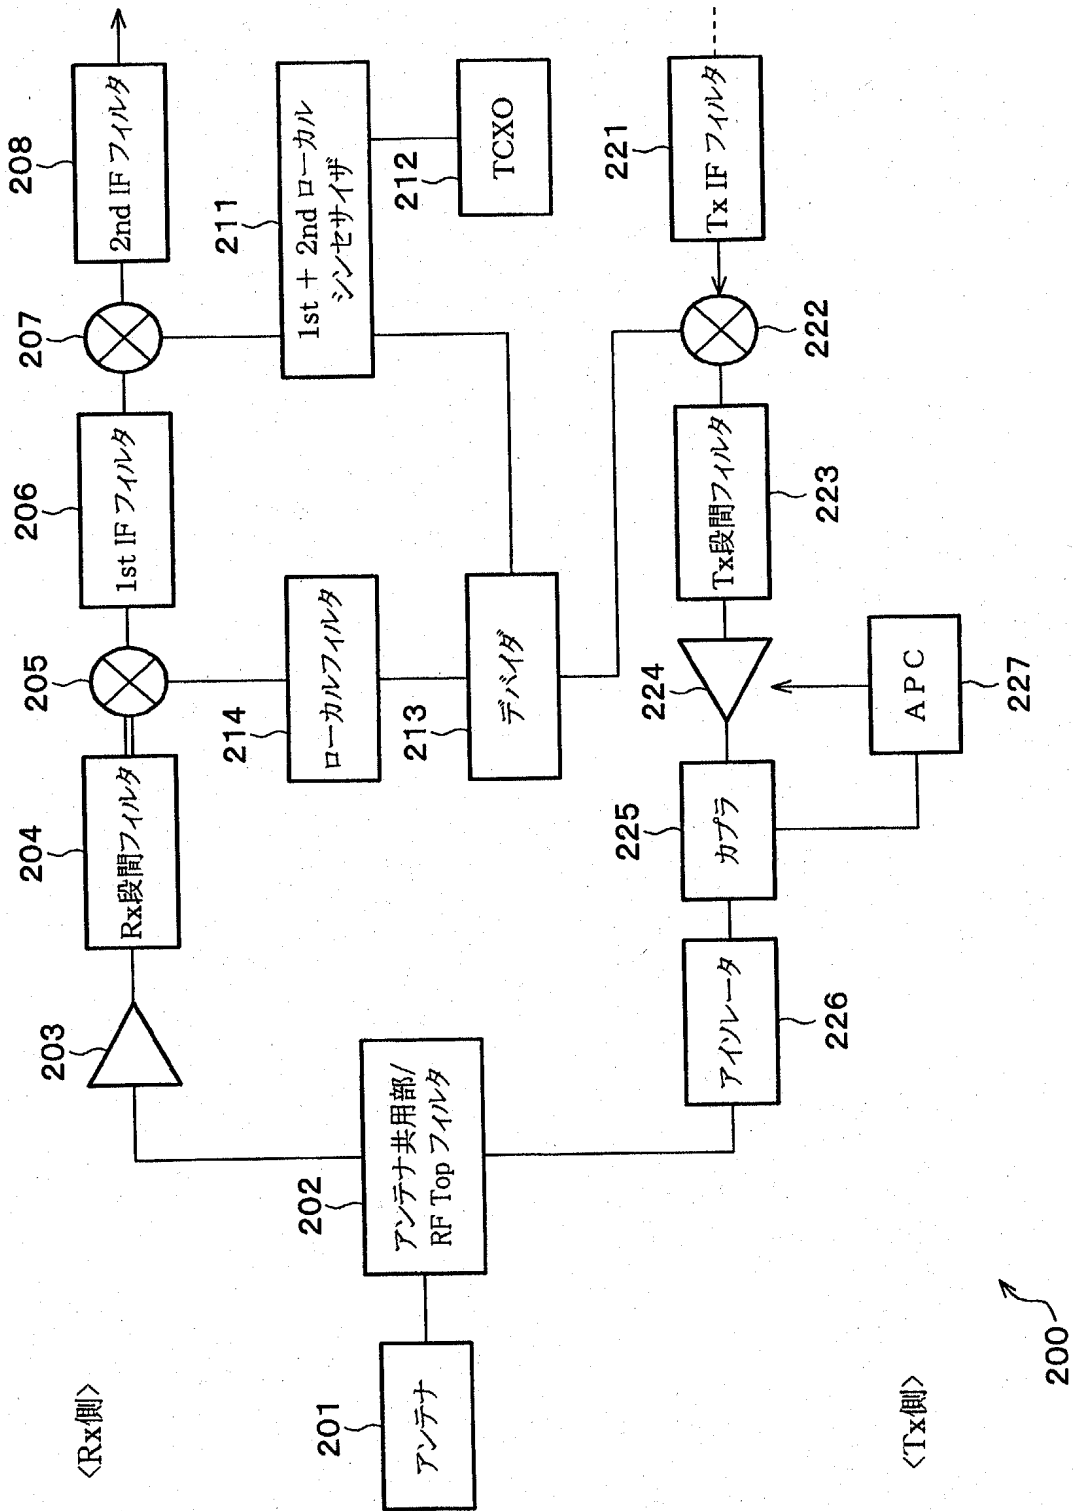 〈Rx側〉
203
204
Rx段間フィルタ
205
206
1st IF フィルタ
207
208
2nd IF フィルタ
211
1st + 2nd ローカル
シンセサイザ
212
TCXO
214
ローカルフィルタ
213
デバイダ
201
アンテナ
202
アンテナ共用部/
RF Top フィルタ
〈Tx側〉
221
Tx IF フィルタ
222
223
Tx段間フィルタ
224
225
カプラ
226
アイソレータ
227
APC
200